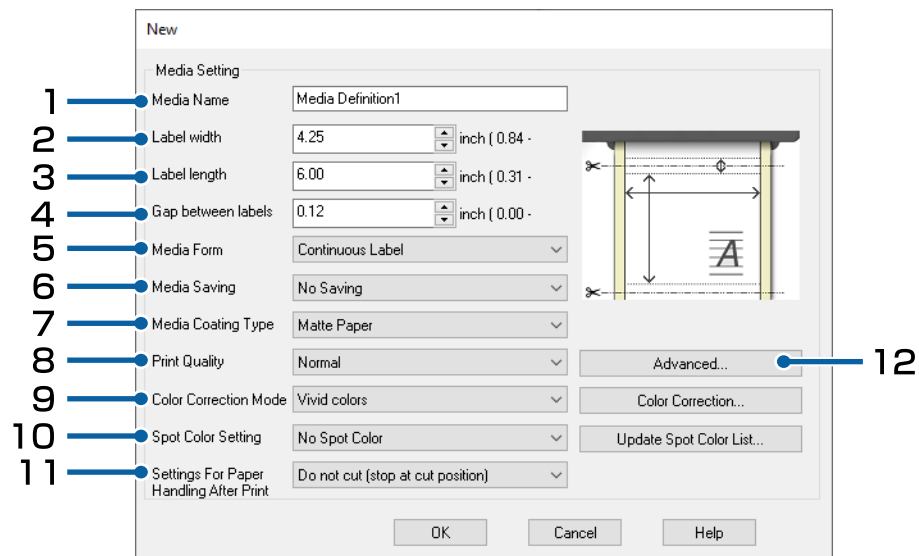 New
Media Setting
1 Media Name Media Definition1
2 Label width 4.25 inch ( 0.84 -
3 Label length 6.00 inch ( 0.31 -
4 Gap between labels 0.12 inch ( 0.00 -
5 Media Form Continuous Label
6 Media Saving No Saving
7 Media Coating Type Matte Paper
8 Print Quality Normal Advanced... 12
9 Color Correction Mode Vivid colors Color Correction...
10 Spot Color Setting No Spot Color Update Spot Color List...
11 Settings For Paper Do not cut (stop at cut position)
Handling After Print
A
OK Cancel Help